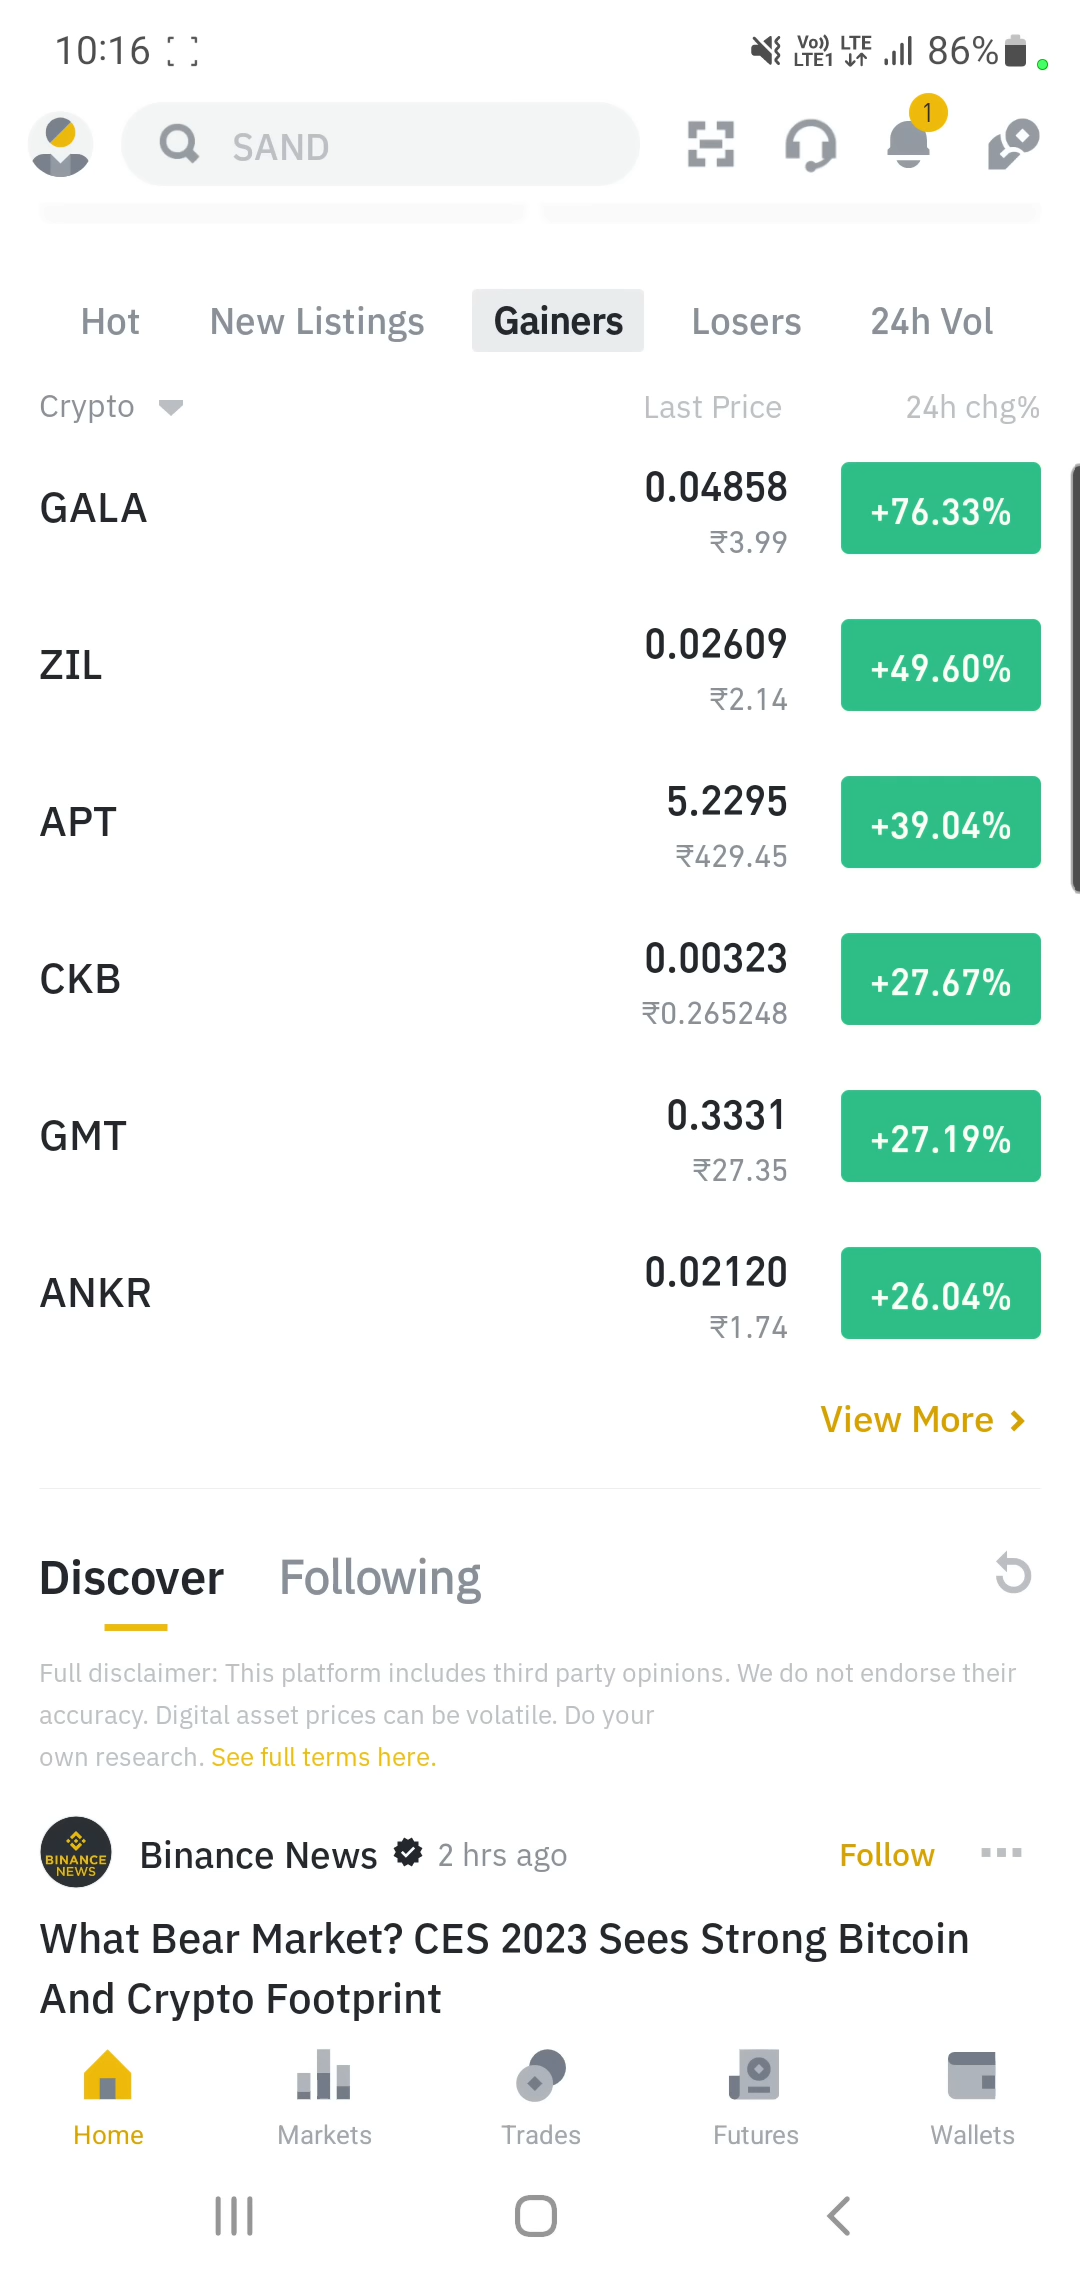 10:16
Vo)) LTE1 LTE 86%
SAND
1
Hot New Listings Gainers Losers 24h Vol
Crypto Last Price 24h chg%
GALA 0.04858 +76.33%
₹3.99
ZIL 0.02609 +49.60%
₹2.14
APT 5.2295 +39.04%
₹429.45
CKB 0.00323 +27.67%
₹0.265248
GMT 0.3331 +27.19%
₹27.35
ANKR 0.02120 +26.04%
₹1.74
View More
Discover Following
Full disclaimer: This platform includes third party opinions. We do not endorse their
accuracy. Digital asset prices can be volatile. Do your
own research. See full terms here.
BINANCE
NEWS
Binance News 2 hrs ago Follow
What Bear Market? CES 2023 Sees Strong Bitcoin
And Crypto Footprint
Home Markets Trades Futures Wallets